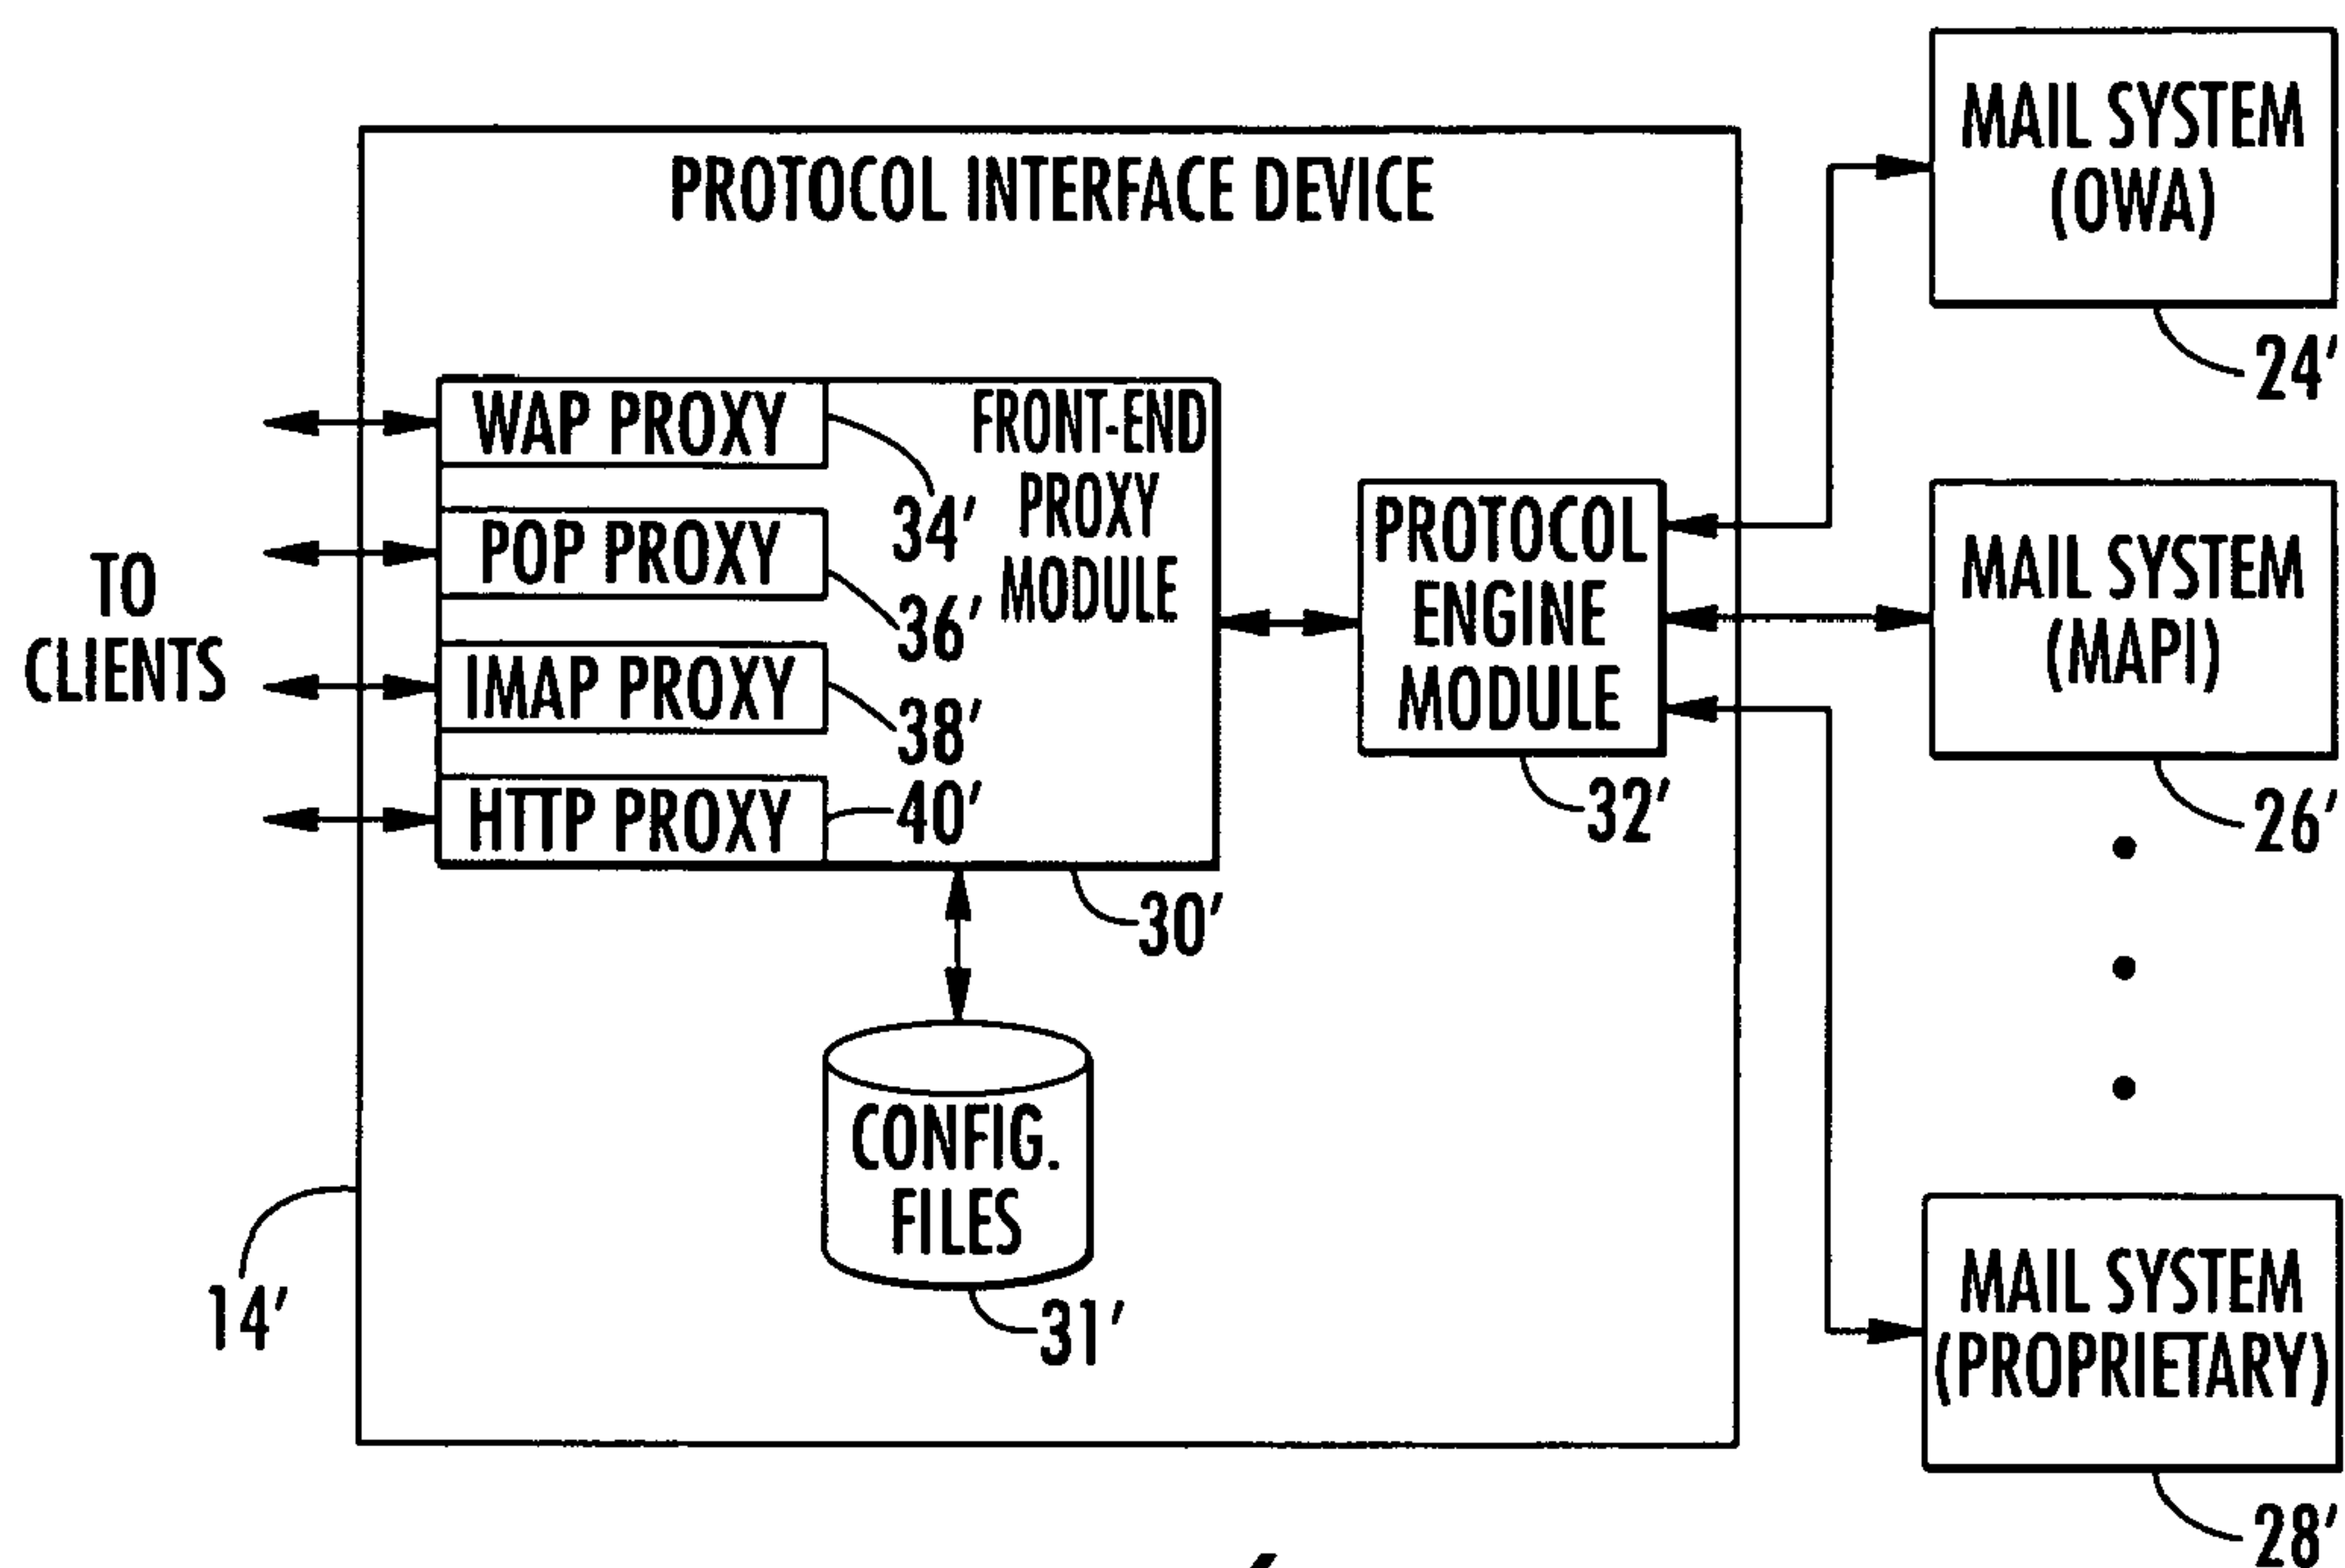 PROTOCOL INTERFACE DEVICE
MAIL SYSTEM
(OWA)
24'
WAP PROXY
34'
POP PROXY
36'
IMAP PROXY
38'
HTTP PROXY
40'
FRONT-END
PROXY
MODULE
30'
TO
CLIENTS
PROTOCOL
ENGINE
MODULE
32'
MAIL SYSTEM
(MAPI)
26'
CONFIG.
FILES
31'
14'
MAIL SYSTEM
(PROPRIETARY)
28'